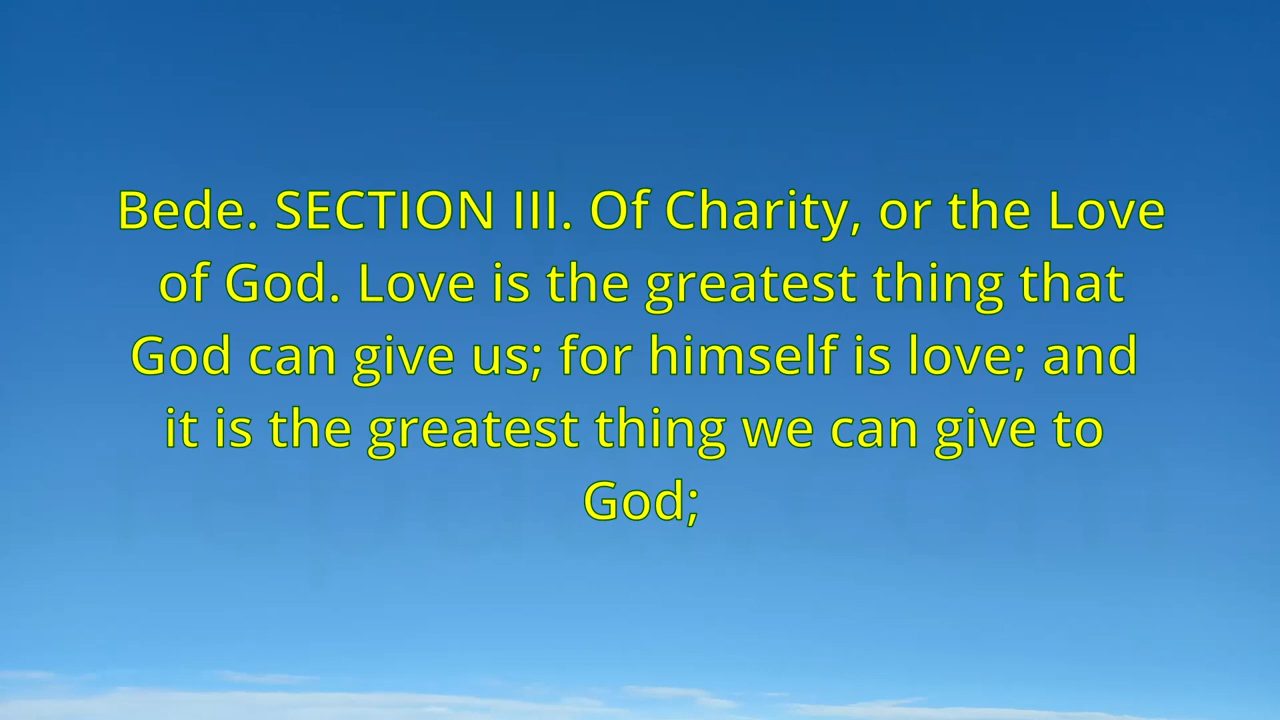 Bede. SECTION III. Of Charity, or the Love
of God. Love is the greatest thing that
God can give us; for himself is love; and
it is the greatest thing we can give to
God;